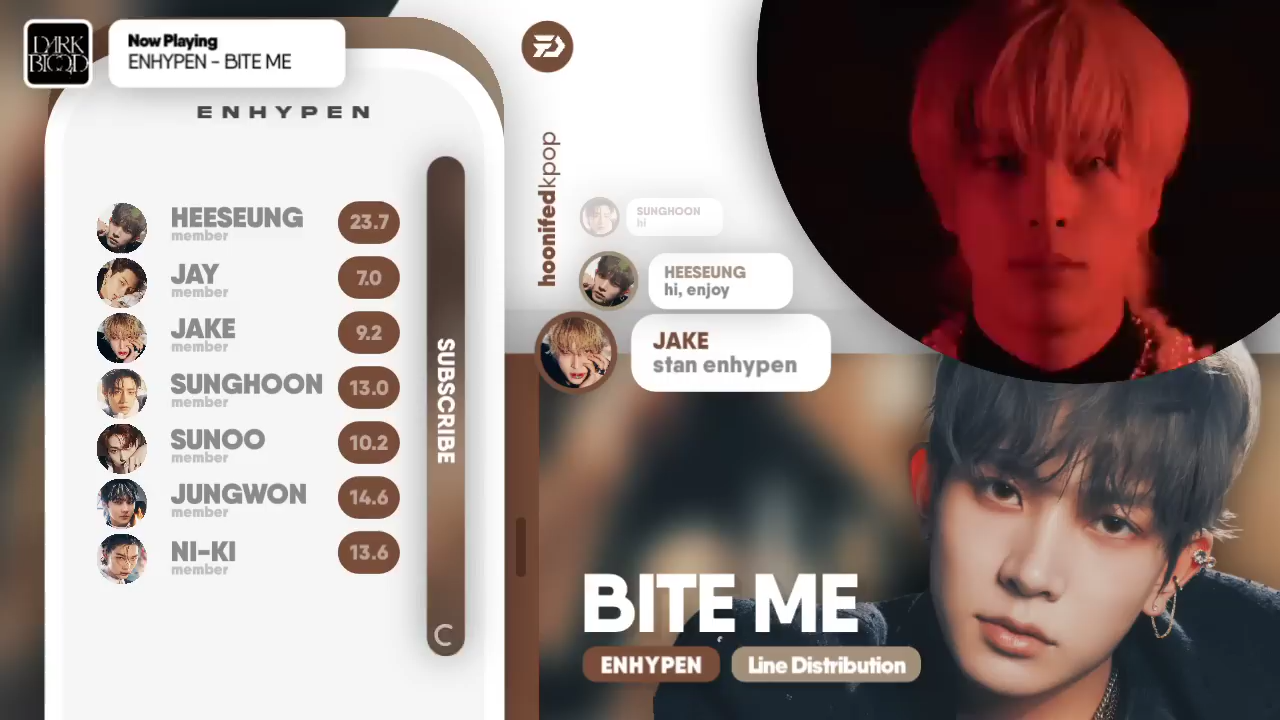 DARK
BLOOD
Now Playing
ENHYPEN - BITE ME
ENHYPEN
HEESEUNG
member
23.7
JAY
member
7.0
JAKE
member
9.2
SUNGHOON
member
13.0
SUNOO
member
10.2
JUNGWON
member
14.6
NI-KI
member
13.6
SUBSCRIBE
hoonifedkpop
SUNGHOON
hi
HEESEUNG
hi, enjoy
JAKE
stan enhypen
BITE ME
ENHYPEN
Line Distribution